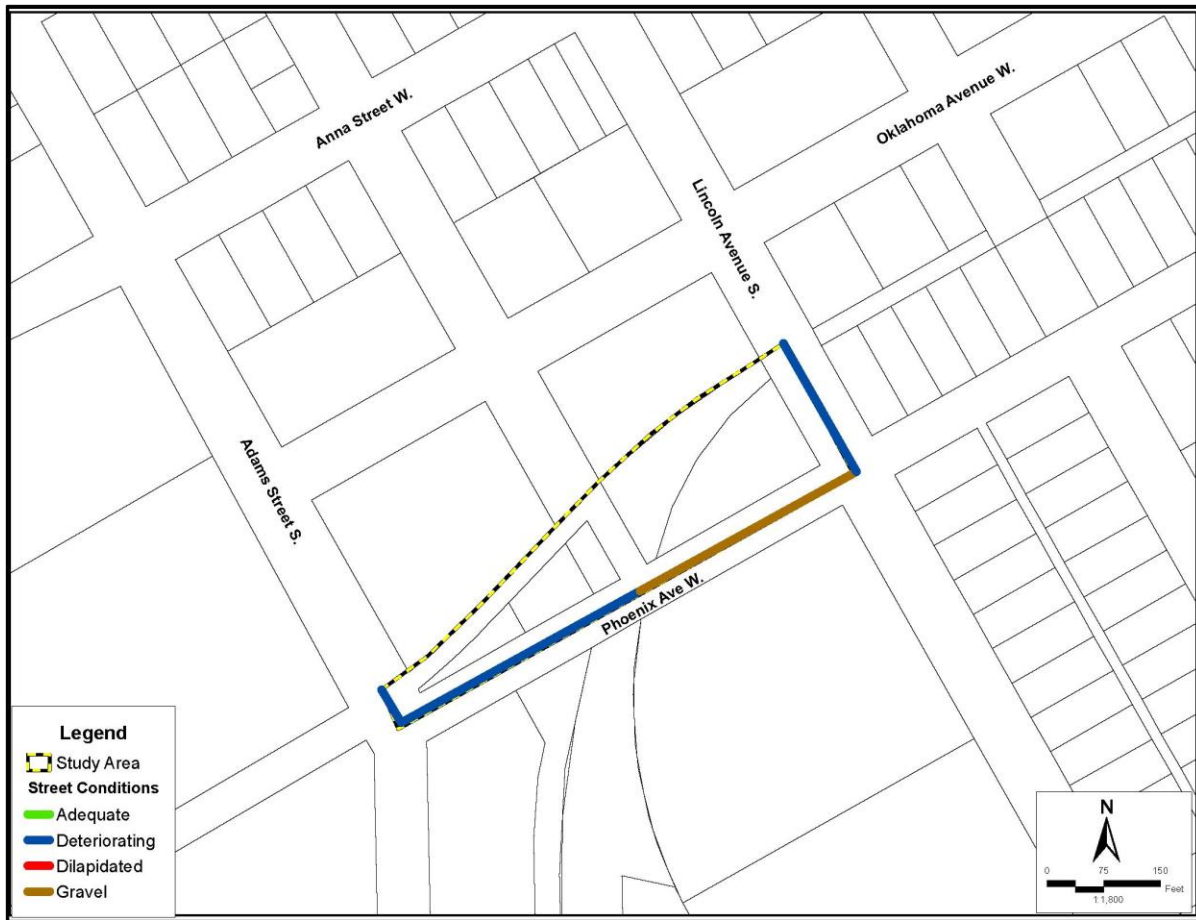 Anna Street W.
Oklahoma Avenue W.
Lincoln Avenue S.
Adams Street S.
Phoenix Ave W.
Legend
Study Area
Street Conditions
Adequate
Deteriorating
Dilapidated
Gravel
N
0 75 150
Feet
1:1,800